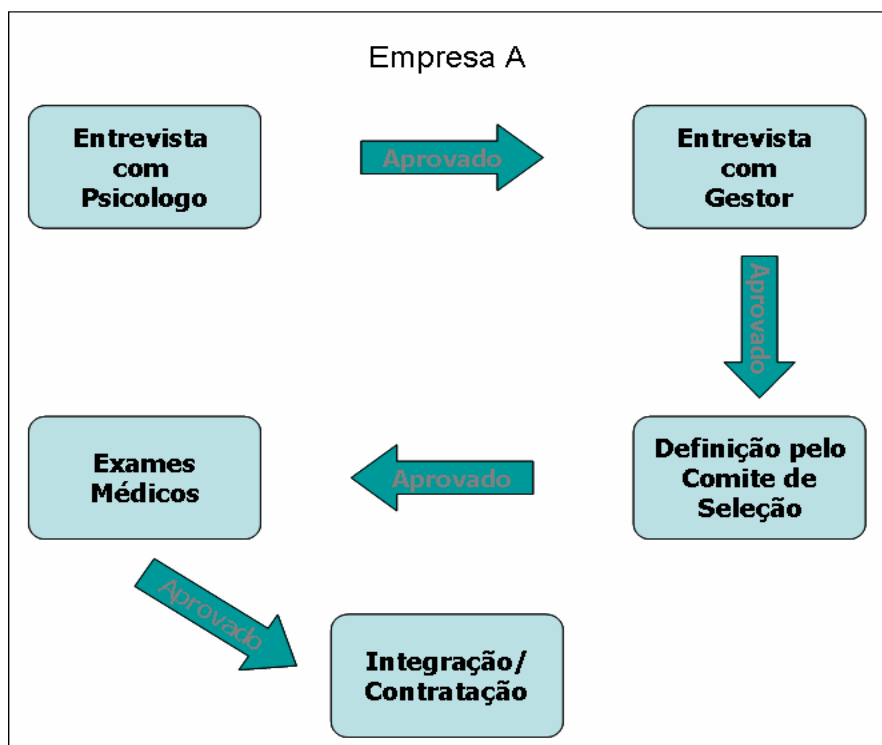 Empresa A
Entrevista
com
Psicologo
Aprovado
Entrevista
com
Gestor
Aprovado
Definição pelo
Comite de
Seleção
Aprovado
Exames
Médicos
Aprovado
Integração/
Contratação